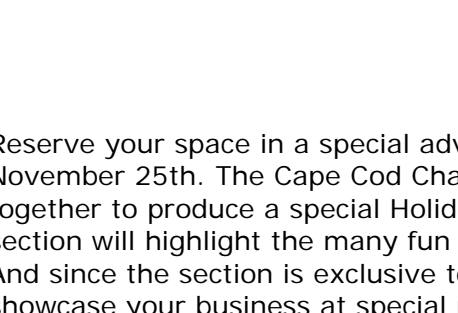 Reserve your space in a special adv
November 25th. The Cape Cod Cha
together to produce a special Holid
section will highlight the many fun
And since the section is exclusive to
showcase your business at special